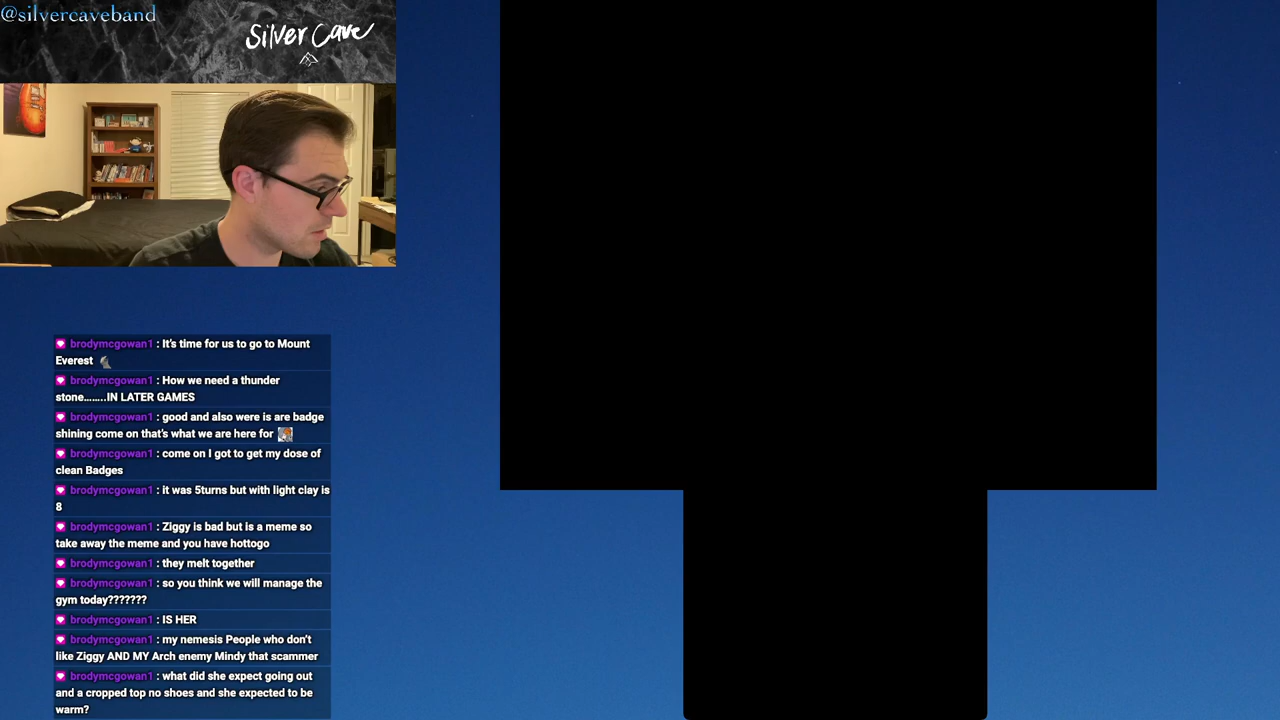 @silvercaveband
Silver Cave
brodymcgowan1 : It's time for us to go to Mount
Everest
brodymcgowan1 : How we need a thunder
stone........IN LATER GAMES
brodymcgowan1 : good and also were is are badge
shining come on that's what we are here for
brodymcgowan1 : come on I got to get my dose of
clean Badges
brodymcgowan1 : it was 5turns but with light clay is
8
brodymcgowan1 : Ziggy is bad but is a meme so
take away the meme and you have hottogo
brodymcgowan1 : they melt together
brodymcgowan1 : so you think we will manage the
gym today???????
brodymcgowan1 : IS HER
brodymcgowan1 : my nemesis People who don't
like Ziggy AND MY Arch enemy Mindy that scammer
brodymcgowan1 : what did she expect going out
and a cropped top no shoes and she expected to be
warm?